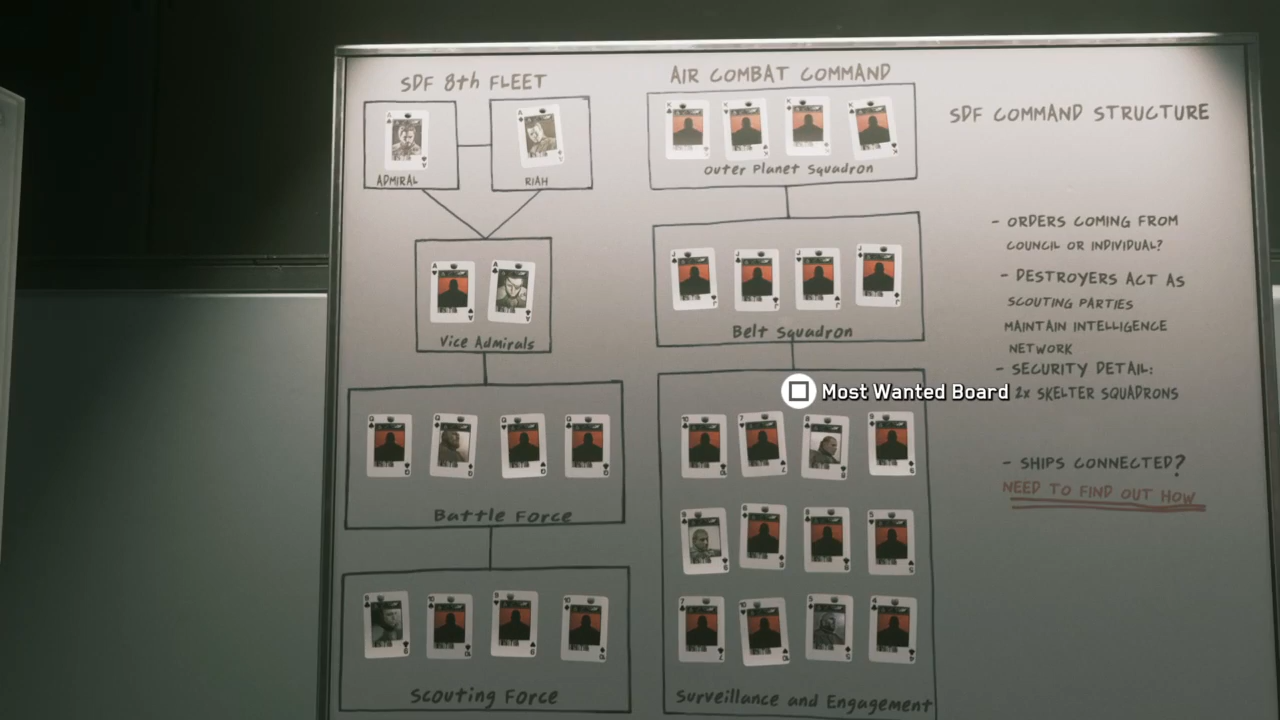 SDF 8th FLEET
ADMIRAL
RIAH
Vice Admirals
Battle Force
Scouting Force
AIR COMBAT COMMAND
Outer Planet Squadron
Belt Squadron
Most Wanted Board
Surveillance and Engagement
SDF COMMAND STRUCTURE
- ORDERS COMING FROM
COUNCIL OR INDIVIDUAL?
- DESTROYERS ACT AS
SCOUTING PARTIES
MAINTAIN INTELLIGENCE
NETWORK
- SECURITY DETAIL:
2x SKELTER SQUADRONS
- SHIPS CONNECTED?
NEED TO FIND OUT HOW